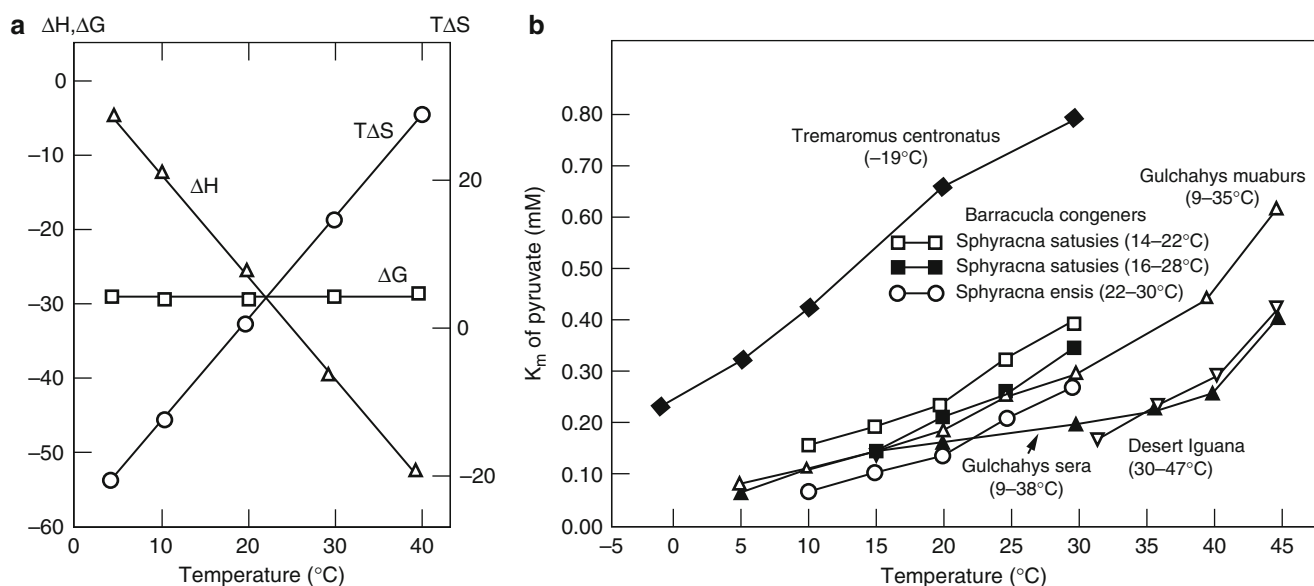 a
ΔH,ΔG
TΔS
0
–10
–20
–30
–40
–50
–60
20
0
–20
TΔS
ΔH
ΔG
0
10
20
30
40
Temperature (°C)
b
K_m of pyruvate (mM)
0.80
0.70
0.60
0.50
0.40
0.30
0.20
0.10
0.00
Tremaromus centronatus
(–19°C)
Gulchahys muaburs
(9–35°C)
Barracucla congeners
Sphyracna satusies (14–22°C)
Sphyracna satusies (16–28°C)
Sphyracna ensis (22–30°C)
Gulchahys sera
(9–38°C)
Desert Iguana
(30–47°C)
–5
0
5
10
15
20
25
30
35
40
45
Temperature (°C)